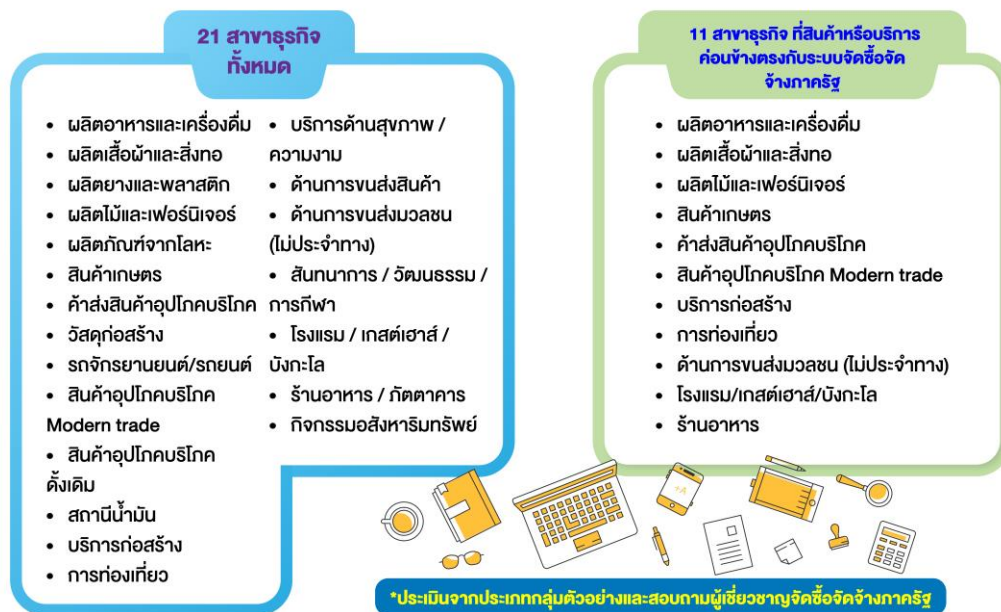 21 สาขาธุรกิจ
ทั้งหมด
• ผลิตอาหารและเครื่องดื่ม
• ผลิตเสื้อผ้าและสิ่งทอ
• ผลิตยางและพลาสติก
• ผลิตไม้และเฟอร์นิเจอร์
• ผลิตภัณฑ์จากโลหะ
• สินค้าเกษตร
• ค้าส่งสินค้าอุปโภคบริโภค
• วัสดุก่อสร้าง
• รถจักรยานยนต์/รถยนต์
• สินค้าอุปโภคบริโภค
Modern trade
• สินค้าอุปโภคบริโภค
ดั้งเดิม
• สถานีน้ำมัน
• บริการก่อสร้าง
• การท่องเที่ยว
• บริการด้านสุขภาพ /
ความงาม
• ด้านการขนส่งสินค้า
• ด้านการขนส่งมวลชน
(ไม่ประจำทาง)
• สันทนาการ / วัฒนธรรม /
การกีฬา
• โรงแรม / เกสต์เฮาส์ /
บังกะโล
• ร้านอาหาร / ภัตตาคาร
• กิจกรรมอสังหาริมทรัพย์
11 สาขาธุรกิจ ที่สินค้าหรือบริการ
ค่อนข้างตรงกับระบบจัดซื้อจัด
จ้างภาครัฐ
• ผลิตอาหารและเครื่องดื่ม
• ผลิตเสื้อผ้าและสิ่งทอ
• ผลิตไม้และเฟอร์นิเจอร์
• สินค้าเกษตร
• ค้าส่งสินค้าอุปโภคบริโภค
• สินค้าอุปโภคบริโภค Modern trade
• บริการก่อสร้าง
• การท่องเที่ยว
• ด้านการขนส่งมวลชน (ไม่ประจำทาง)
• โรงแรม/เกสต์เฮาส์/บังกะโล
• ร้านอาหาร
+A
*ประเมินจากประเภทกลุ่มตัวอย่างและสอบถามผู้เชี่ยวชาญจัดซื้อจัดจ้างภาครัฐ